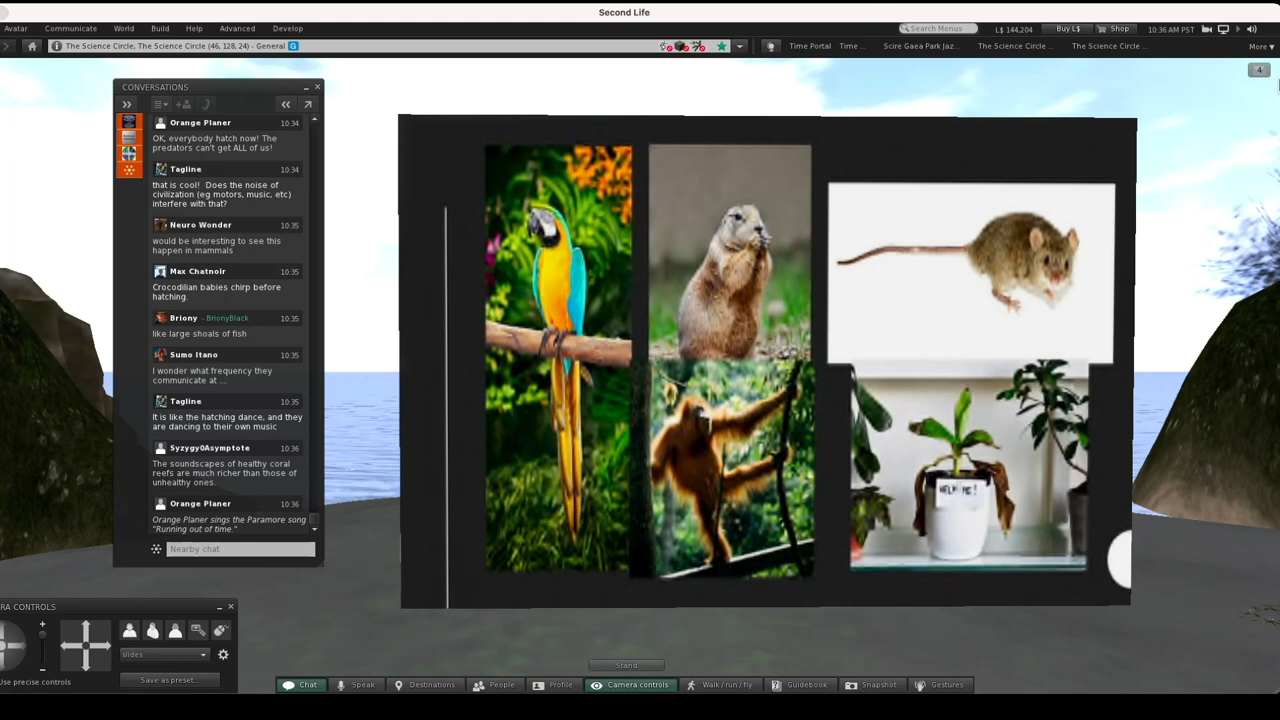 Second Life
Avatar Communicate World Build Help Advanced Develop
Search Menus L$ 144,204 Buy L$ Shop 10:36 AM PST
The Science Circle, The Science Circle (46, 128, 24) - General G
Time Portal Time ... Scire Gaea Park Jaz... The Science Circle ... The Science Circle ... More ▼
4
CONVERSATIONS
Orange Planer 10:34
OK, everybody hatch now! The
predators can't get ALL of us!
Tagline 10:34
that is cool! Does the noise of
civilization (eg motors, music, etc)
interfere with that?
Neuro Wonder 10:35
would be interesting to see this
happen in mammals
Max Chatnoir 10:35
Crocodilian babies chirp before
hatching.
Briony - BrionyBlack 10:35
like large shoals of fish
Sumo Itano 10:35
I wonder what frequency they
communicate at ....
Tagline 10:35
It is like the hatching dance, and they
are dancing to their own music
Syzygy0Asymptote 10:36
The soundscapes of healthy coral
reefs are much richer than those of
unhealthy ones.
Orange Planer 10:36
Orange Planer sings the Paramore song
"Running out of time."
Nearby chat
HELP ME!
RA CONTROLS
slides
Use precise controls
Save as preset...
Stand
Chat Speak Destinations People Profile Camera controls Walk / run / fly Guidebook Snapshot Gestures